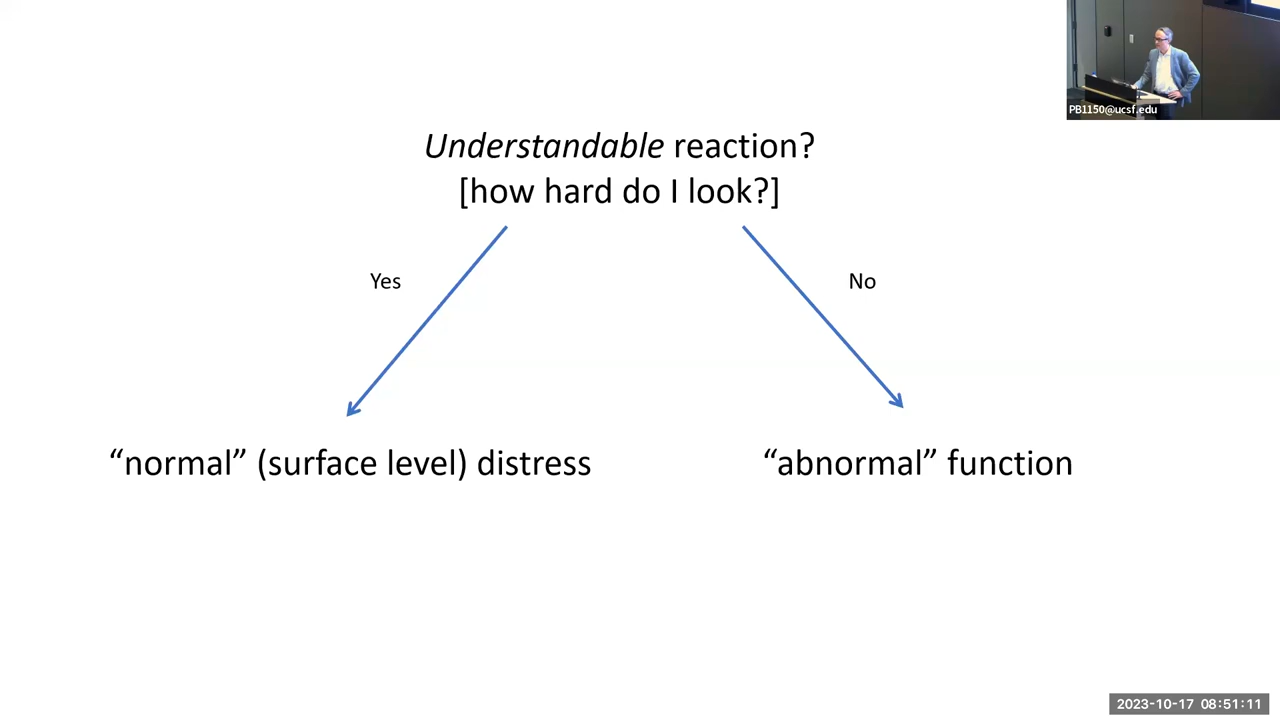 PB1150@ucsf.edu
Understandable reaction?
[how hard do I look?]
Yes
No
“normal” (surface level) distress
“abnormal” function
2023-10-17 08:51:11